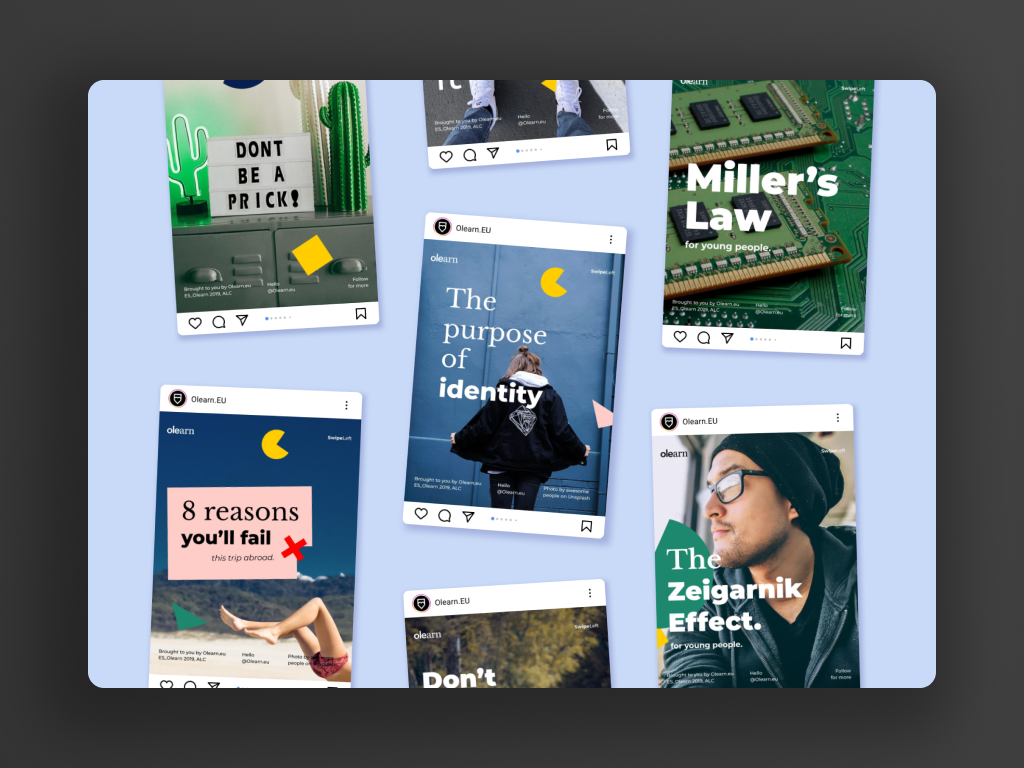 DONT
BE A
PRICK!
Brought to you by Olearn.eu
ES_Olearn 2019, ALC
Hello
@Olearn.eu
Follow
for more
Olearn.EU
olearn
SwipeLeft
8 reasons
you'll fail
this trip abroad.
Brought to you by Olearn.eu
ES_Olearn 2019, ALC
Hello
@Olearn.eu
Brought to you by Olearn.eu
ES_Olearn 2019, ALC
Hello
@Olearn.eu
Follow
for more
Olearn.EU
olearn
SwipeLeft
The
purpose
of
identity
Brought to you by Olearn.eu
ES_Olearn 2019, ALC
Hello
@Olearn.eu
Photo by awesome
people on Unsplash
Olearn.EU
olearn
SwipeLeft
Don't
olearn
SwipeLeft
Miller's
Law
for young people.
Brought to you by Olearn.eu
ES_Olearn 2019, ALC
Hello
@Olearn.eu
Follow
for more
Olearn.EU
olearn
SwipeLeft
The
Zeigarnik
Effect.
for young people.
Brought to you by Olearn.eu
ES_Olearn 2019, ALC
Hello
@Olearn.eu
Follow
for more